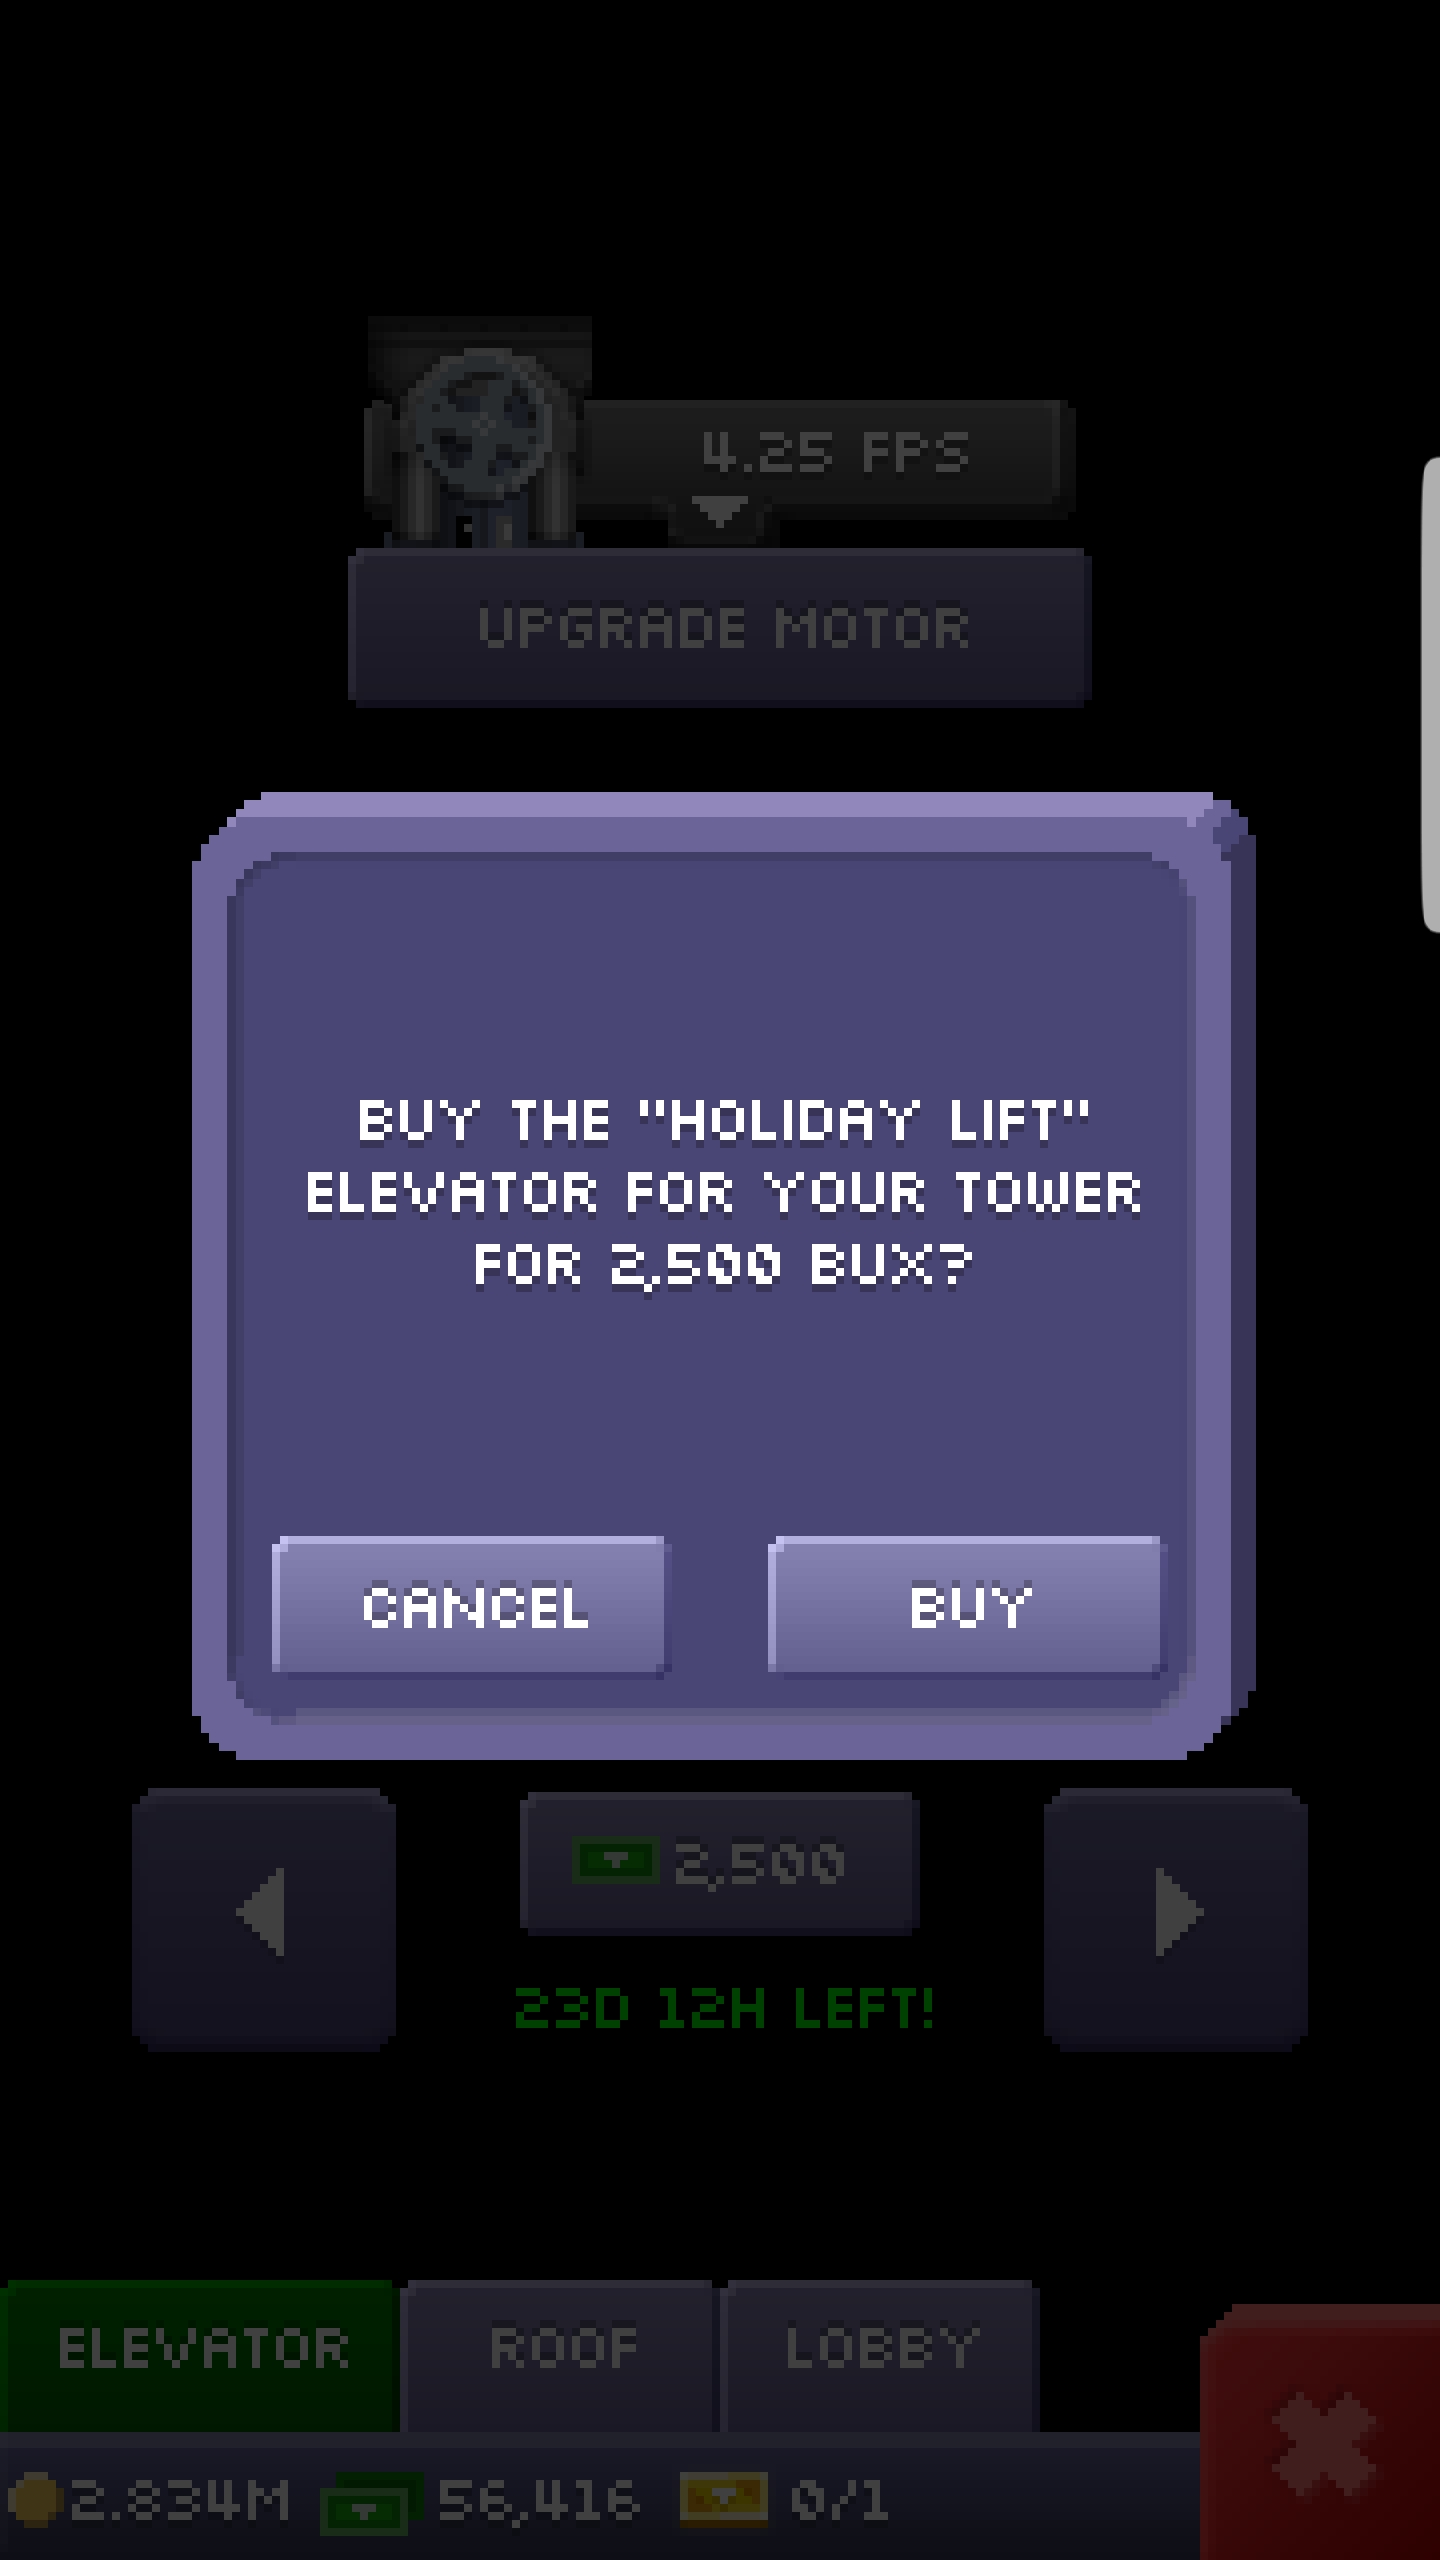 4.25 FPS
UPGRADE MOTOR
BUY THE "HOLIDAY LIFT"
ELEVATOR FOR YOUR TOWER
FOR 2,500 BUX?
CANCEL BUY
2,500
23D 12H LEFT!
ELEVATOR ROOF LOBBY
2.834M 56,416 0/1